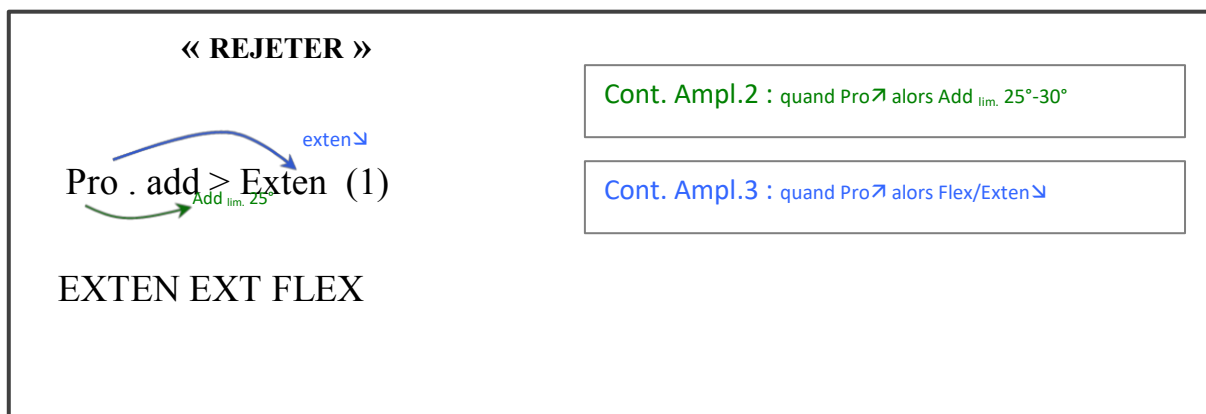 « REJETER »
Cont. Ampl.2 : quand Pro↗ alors Add lim. 25°-30°
exten↘
Pro . add > Exten (1)
Add lim. 25°
Cont. Ampl.3 : quand Pro↗ alors Flex/Exten↘
EXTEN EXT FLEX